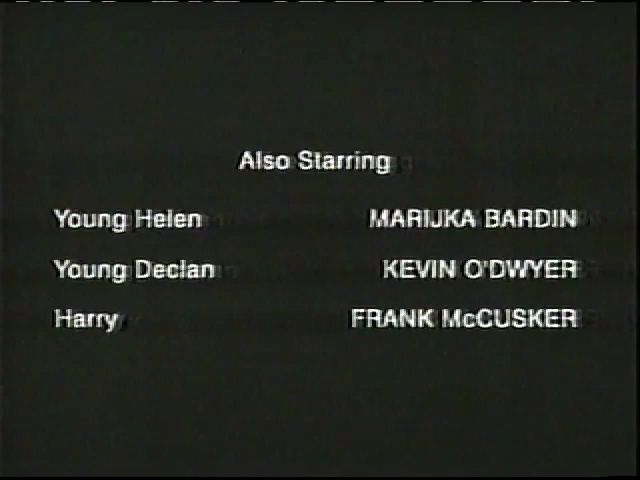 Also Starring
Young Helen MARIJKA BARDIN
Young Declan KEVIN O'DWYER
Harry FRANK McCUSKER